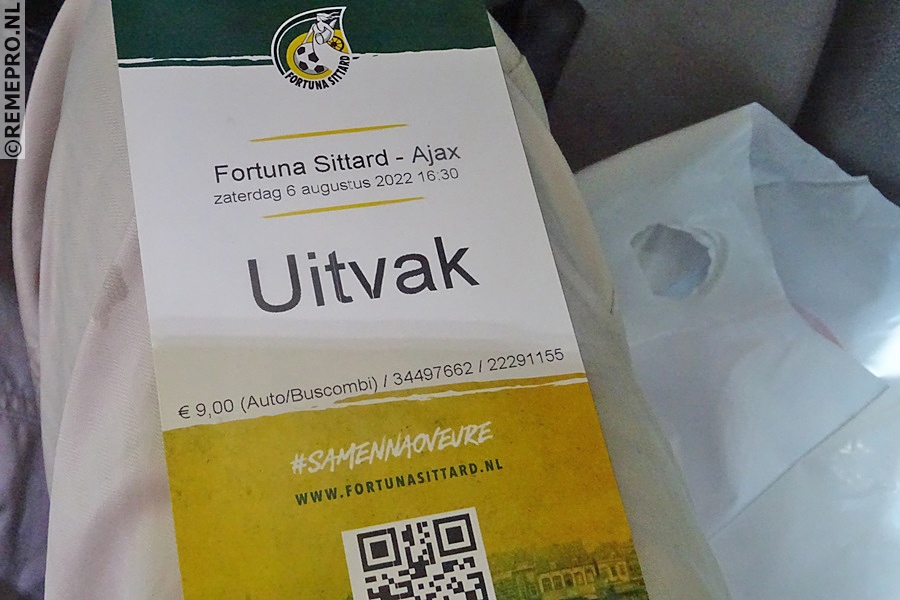 ©REMEPRO.NL
FORTUNA SITTARD
Fortuna Sittard - Ajax
zaterdag 6 augustus 2022 16:30
Uitvak
€ 9,00 (Auto/Buscombi) / 34497662 / 22291155
#SAMENNAOVEURE
WWW.FORTUNASITTARD.NL